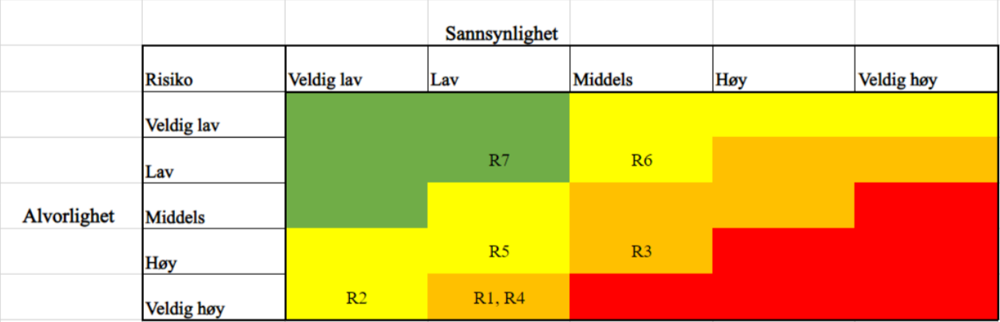 Sannsynlighet
Risiko Veldig lav Lav Middels Høy Veldig høy
Veldig lav
Lav R7 R6
Alvorlighet Middels
Høy R5 R3
Veldig høy R2 R1, R4